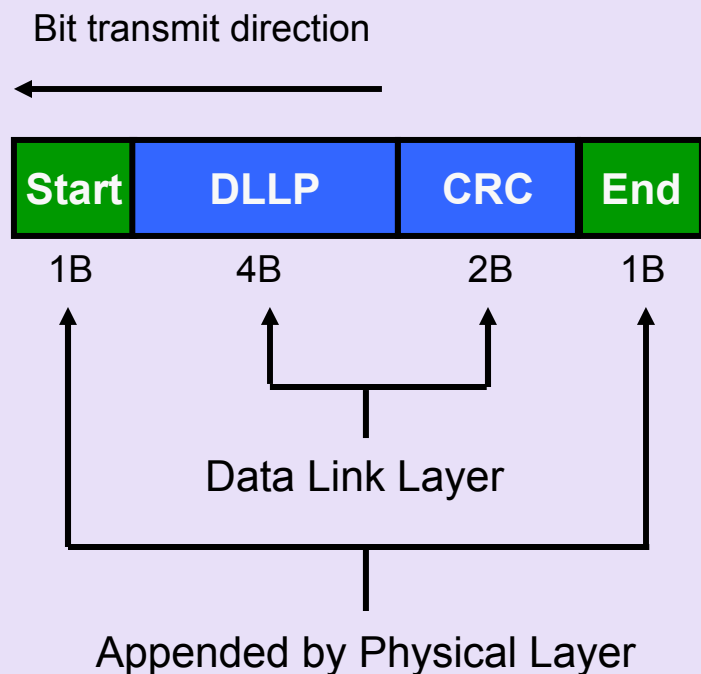 Bit transmit direction
Start DLLP CRC End
1B 4B 2B 1B
Data Link Layer
Appended by Physical Layer